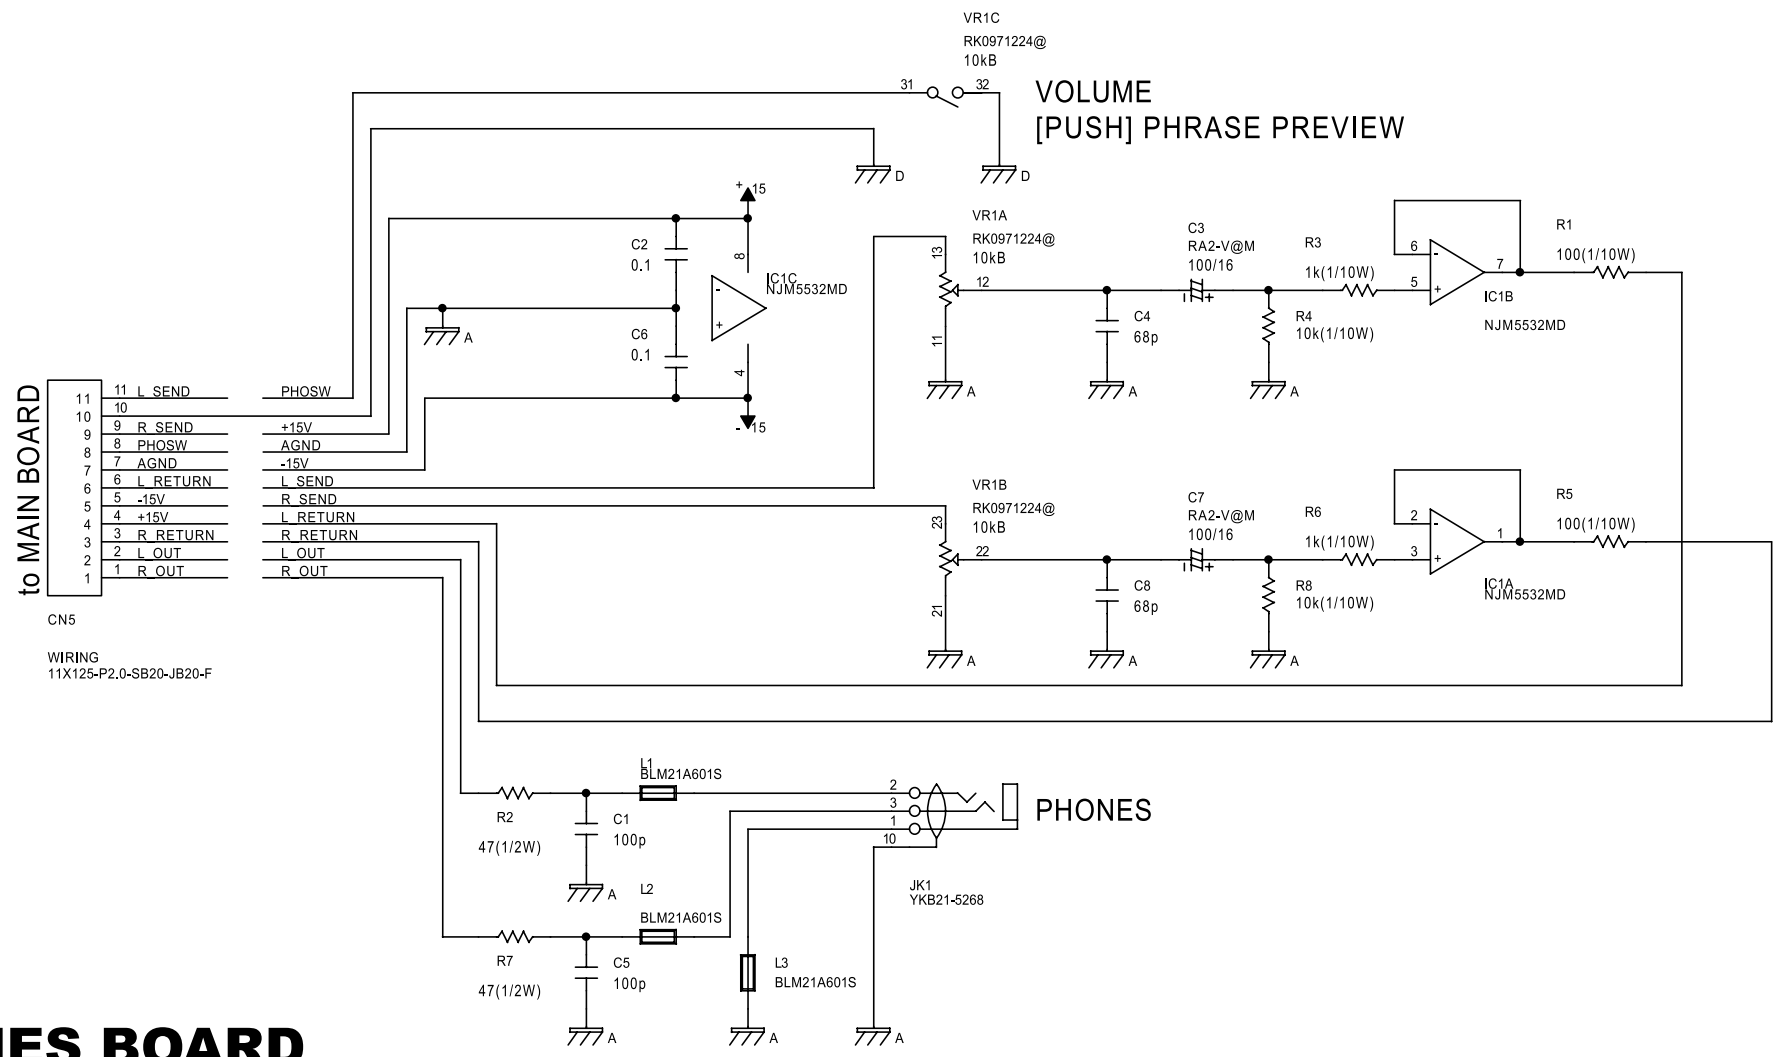 VR1C
RK0971224@
10kB
31
32
VOLUME
[PUSH] PHRASE PREVIEW
D
D
+ 15
C2
0.1
8
IC1C
NJM5532MD
-
+
A
C6
0.1
4
- 15
VR1A
RK0971224@
10kB
13
12
11
A
C4
68p
A
C3
RA2-V@M
100/16
- +
R3
1k(1/10W)
R4
10k(1/10W)
A
6 -
5 +
7
IC1B
NJM5532MD
R1
100(1/10W)
to MAIN BOARD
11 11 L_SEND PHOSW
10 10
9 9 R_SEND +15V
8 8 PHOSW AGND
7 7 AGND -15V
6 6 L_RETURN L_SEND
5 5 -15V R_SEND
4 4 +15V L_RETURN
3 3 R_RETURN R_RETURN
2 2 L_OUT L_OUT
1 1 R_OUT R_OUT
CN5
WIRING
11X125-P2.0-SB20-JB20-F
VR1B
RK0971224@
10kB
23
22
21
A
C8
68p
A
C7
RA2-V@M
100/16
- +
R6
1k(1/10W)
R8
10k(1/10W)
A
2 -
3 +
1
IC1A
NJM5532MD
R5
100(1/10W)
L1
BLM21A601S
R2
47(1/2W)
C1
100p
A
L2
BLM21A601S
R7
47(1/2W)
C5
100p
A
L3
BLM21A601S
A
2
3
1
10
PHONES
JK1
YKB21-5268
A
BOARD